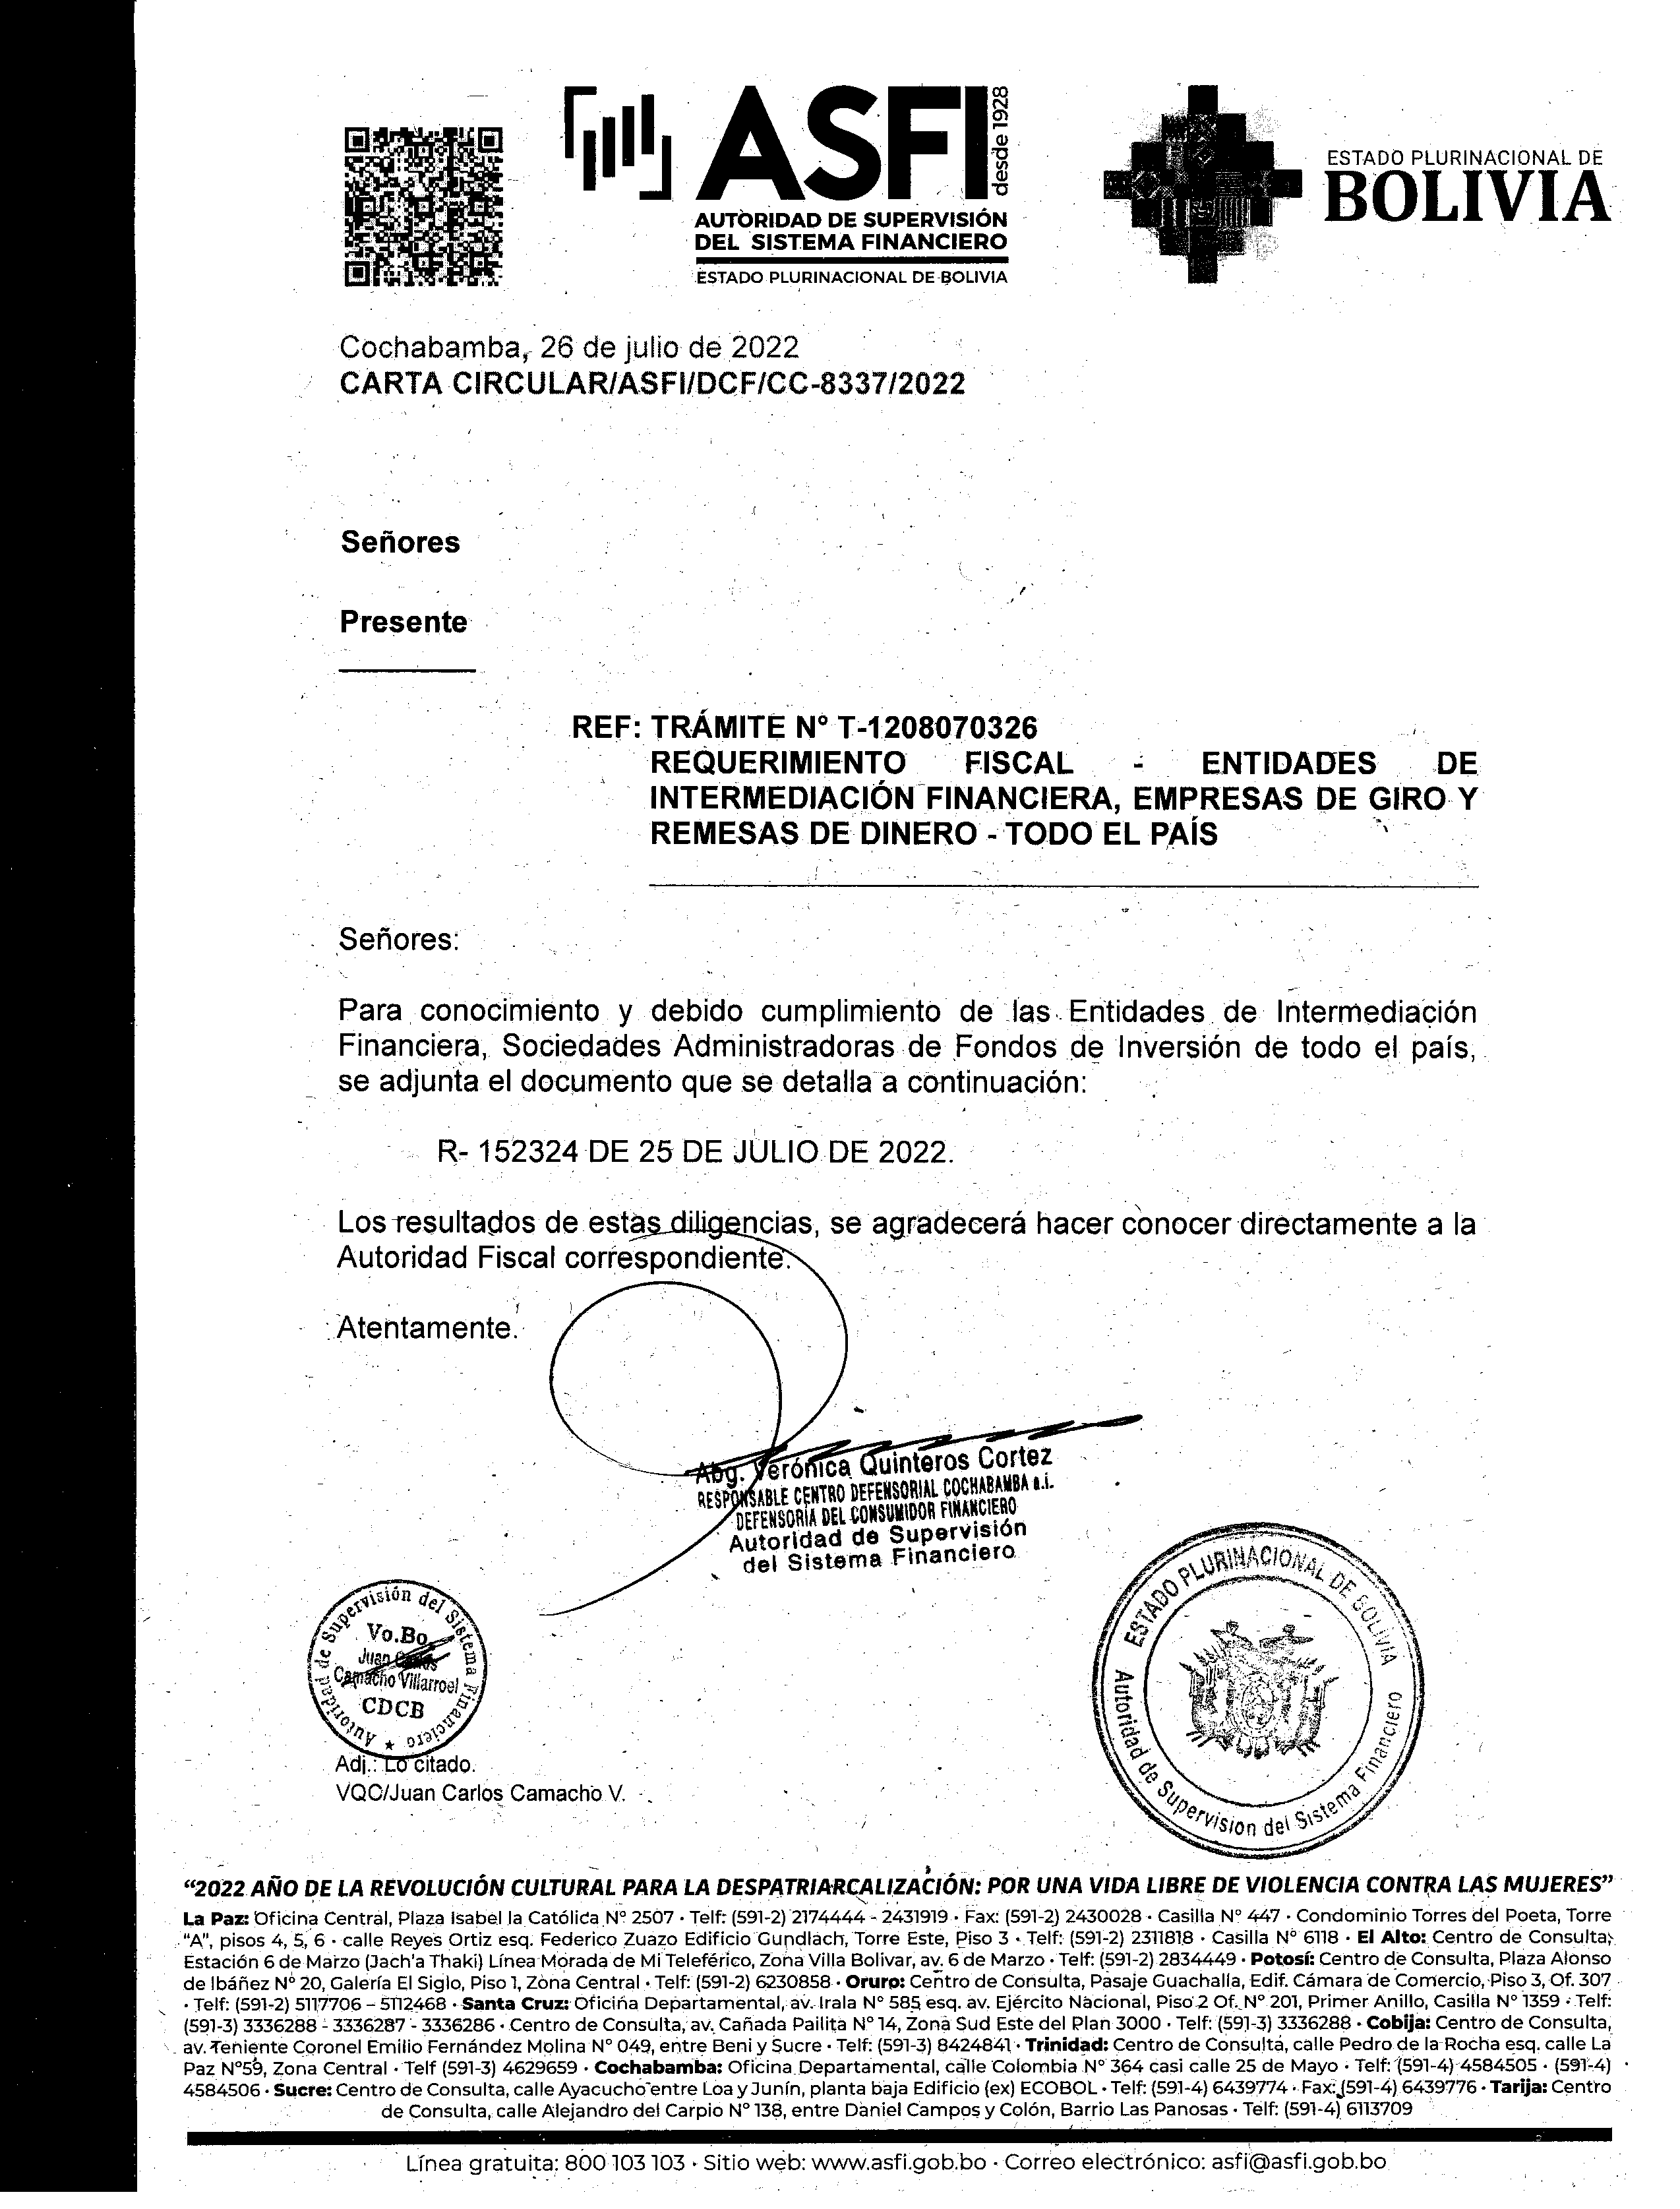 ASFI
desde 1928
AUTORIDAD DE SUPERVISIÓN
DEL SISTEMA FINANCIERO
ESTADO PLURINACIONAL DE BOLIVIA
ESTADO PLURINACIONAL DE
BOLIVIA
Cochabamba, 26 de julio de 2022
CARTA CIRCULAR/ASFI/DCF/CC-8337/2022
Señores
Presente
REF: TRÁMITE Nº T-1208070326
REQUERIMIENTO FISCAL - ENTIDADES DE
INTERMEDIACIÓN FINANCIERA, EMPRESAS DE GIRO Y
REMESAS DE DINERO - TODO EL PAÍS
Señores:
Para conocimiento y debido cumplimiento de las Entidades de Intermediación
Financiera, Sociedades Administradoras de Fondos de Inversión de todo el país,
se adjunta el documento que se detalla a continuación:
R- 152324 DE 25 DE JULIO DE 2022.
Los resultados de estas diligencias, se agradecerá hacer conocer directamente a la
Autoridad Fiscal correspondiente.
Atentamente.
Abg. Verónica Quinteros Cortez
RESPONSABLE CENTRO DEFENSORIAL COCHABAMBA a.i.
DEFENSORIA DEL CONSUMIDOR FINANCIERO
Autoridad de Supervisión
del Sistema Financiero
Autoridad de Supervisión del Sistema Financiero
Vo.Bo.
Juan Carlos
Camacho Villarroel
CDCB
ESTADO PLURINACIONAL DE BOLIVIA
Autoridad de Supervision del Sistema Financiero
Adj.: Lo citado.
VQC/Juan Carlos Camacho V.
“2022 AÑO DE LA REVOLUCIÓN CULTURAL PARA LA DESPATRIARCALIZACIÓN: POR UNA VIDA LIBRE DE VIOLENCIA CONTRA LAS MUJERES”
La Paz: Oficina Central, Plaza Isabel la Católica Nº 2507 · Telf: (591-2) 2174444 - 2431919 · Fax: (591-2) 2430028 · Casilla Nº 447 · Condominio Torres del Poeta, Torre
"A", pisos 4, 5, 6 · calle Reyes Ortiz esq. Federico Zuazo Edificio Gundlach, Torre Este, Piso 3 · Telf: (591-2) 2311818 · Casilla Nº 6118 · El Alto: Centro de Consulta,
Estación 6 de Marzo (Jach'a Thaki) Línea Morada de Mi Teleférico, Zona Villa Bolivar, av. 6 de Marzo · Telf: (591-2) 2834449 · Potosí: Centro de Consulta, Plaza Alonso
de Ibáñez Nº 20, Galería El Siglo, Piso 1, Zona Central · Telf: (591-2) 6230858 · Oruro: Centro de Consulta, Pasaje Guachalla, Edif. Cámara de Comercio, Piso 3, Of. 307
· Telf: (591-2) 5117706 – 5112468 · Santa Cruz: Oficina Departamental, av. Irala Nº 585 esq. av. Ejército Nacional, Piso 2 Of. Nº 201, Primer Anillo, Casilla Nº 1359 · Telf:
(591-3) 3336288 - 3336287 - 3336286 · Centro de Consulta, av. Cañada Pailita Nº 14, Zona Sud Este del Plan 3000 · Telf: (591-3) 3336288 · Cobija: Centro de Consulta,
av. Teniente Coronel Emilio Fernández Molina Nº 049, entre Beni y Sucre · Telf: (591-3) 8424841 · Trinidad: Centro de Consulta, calle Pedro de la Rocha esq. calle La
Paz N°59, Zona Central · Telf (591-3) 4629659 · Cochabamba: Oficina Departamental, calle Colombia Nº 364 casi calle 25 de Mayo · Telf: (591-4) 4584505 · (591-4)
4584506 · Sucre: Centro de Consulta, calle Ayacucho entre Loa y Junín, planta baja Edificio (ex) ECOBOL · Telf: (591-4) 6439774 · Fax: (591-4) 6439776 · Tarija: Centro
de Consulta, calle Alejandro del Carpio Nº 138, entre Daniel Campos y Colón, Barrio Las Panosas · Telf: (591-4) 6113709
Línea gratuita: 800 103 103 · Sitio web: www.asfi.gob.bo · Correo electrónico: asfi@asfi.gob.bo